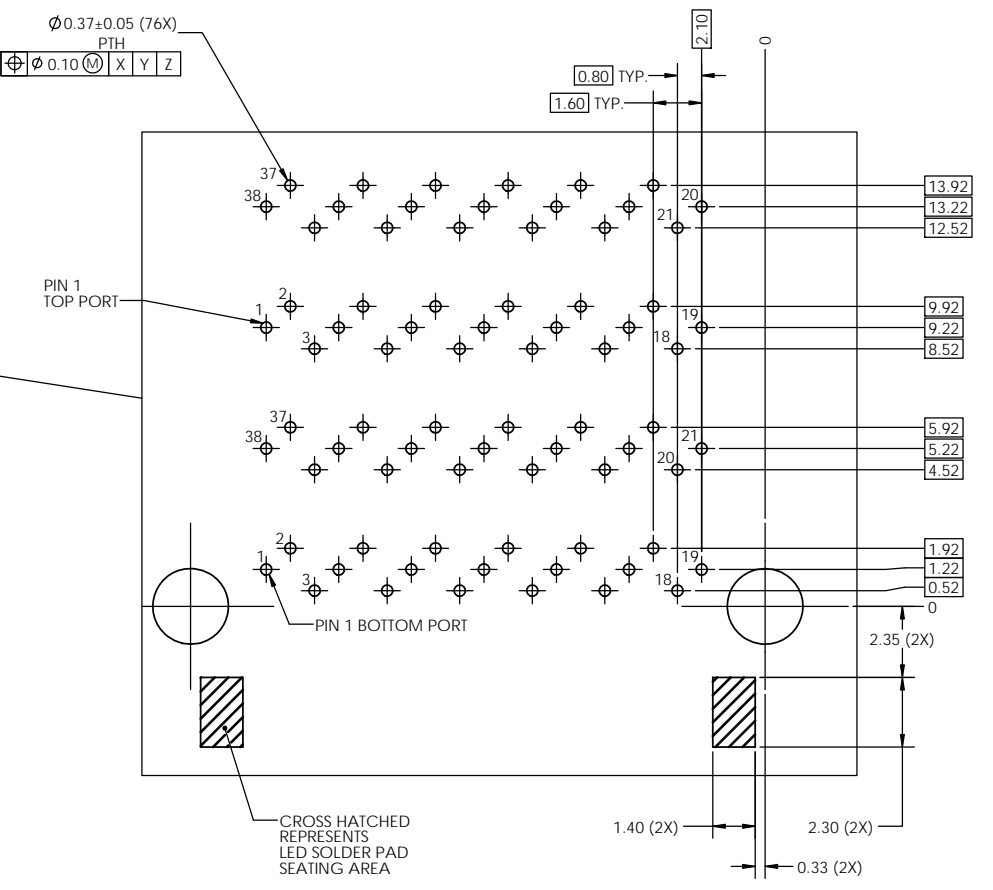 Ø0.37±0.05 (76X)
PTH
⌖ Ø 0.10 Ⓜ X Y Z
2.10
0
0.80 TYP.
1.60 TYP.
37
38
20
21
13.92
13.22
12.52
PIN 1
TOP PORT
1
2
3
19
18
9.92
9.22
8.52
37
38
21
20
5.92
5.22
4.52
1
2
3
19
18
1.92
1.22
0.52
0
PIN 1 BOTTOM PORT
2.35 (2X)
CROSS HATCHED
REPRESENTS
LED SOLDER PAD
SEATING AREA
1.40 (2X)
2.30 (2X)
0.33 (2X)